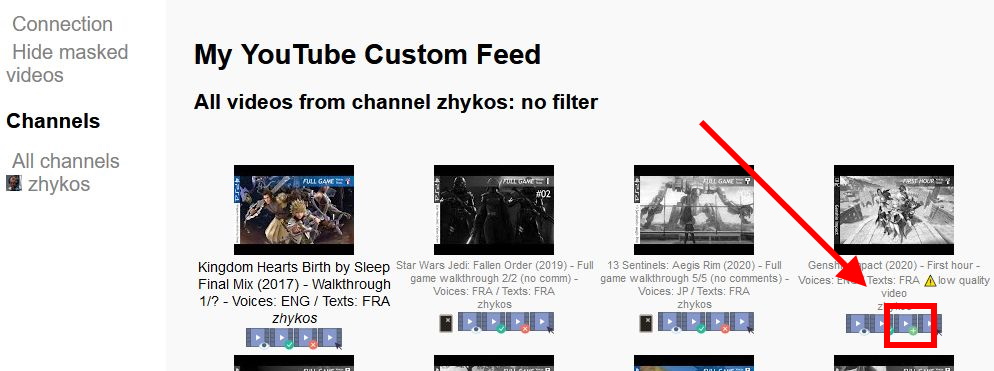 Connection
Hide masked
videos
Channels
All channels
zhykos
My YouTube Custom Feed
All videos from channel zhykos: no filter
FULL GAME
Kingdom Hearts Birth by Sleep
Final Mix (2017) - Walkthrough
1/? - Voices: ENG / Texts: FRA
zhykos
FULL GAME
#02
Star Wars Jedi: Fallen Order (2019) - Full
game walkthrough 2/2 (no comm) -
Voices: FRA / Texts: FRA
zhykos
FULL GAME
13 Sentinels: Aegis Rim (2020) - Full
game walkthrough 5/5 (no comments) -
Voices: JP / Texts: FRA
zhykos
FIRST HOUR
Genshin Impact (2020) - First hour -
Voices: ENG / Texts: FRA ⚠low quality
video
zhykos
FULL GAME